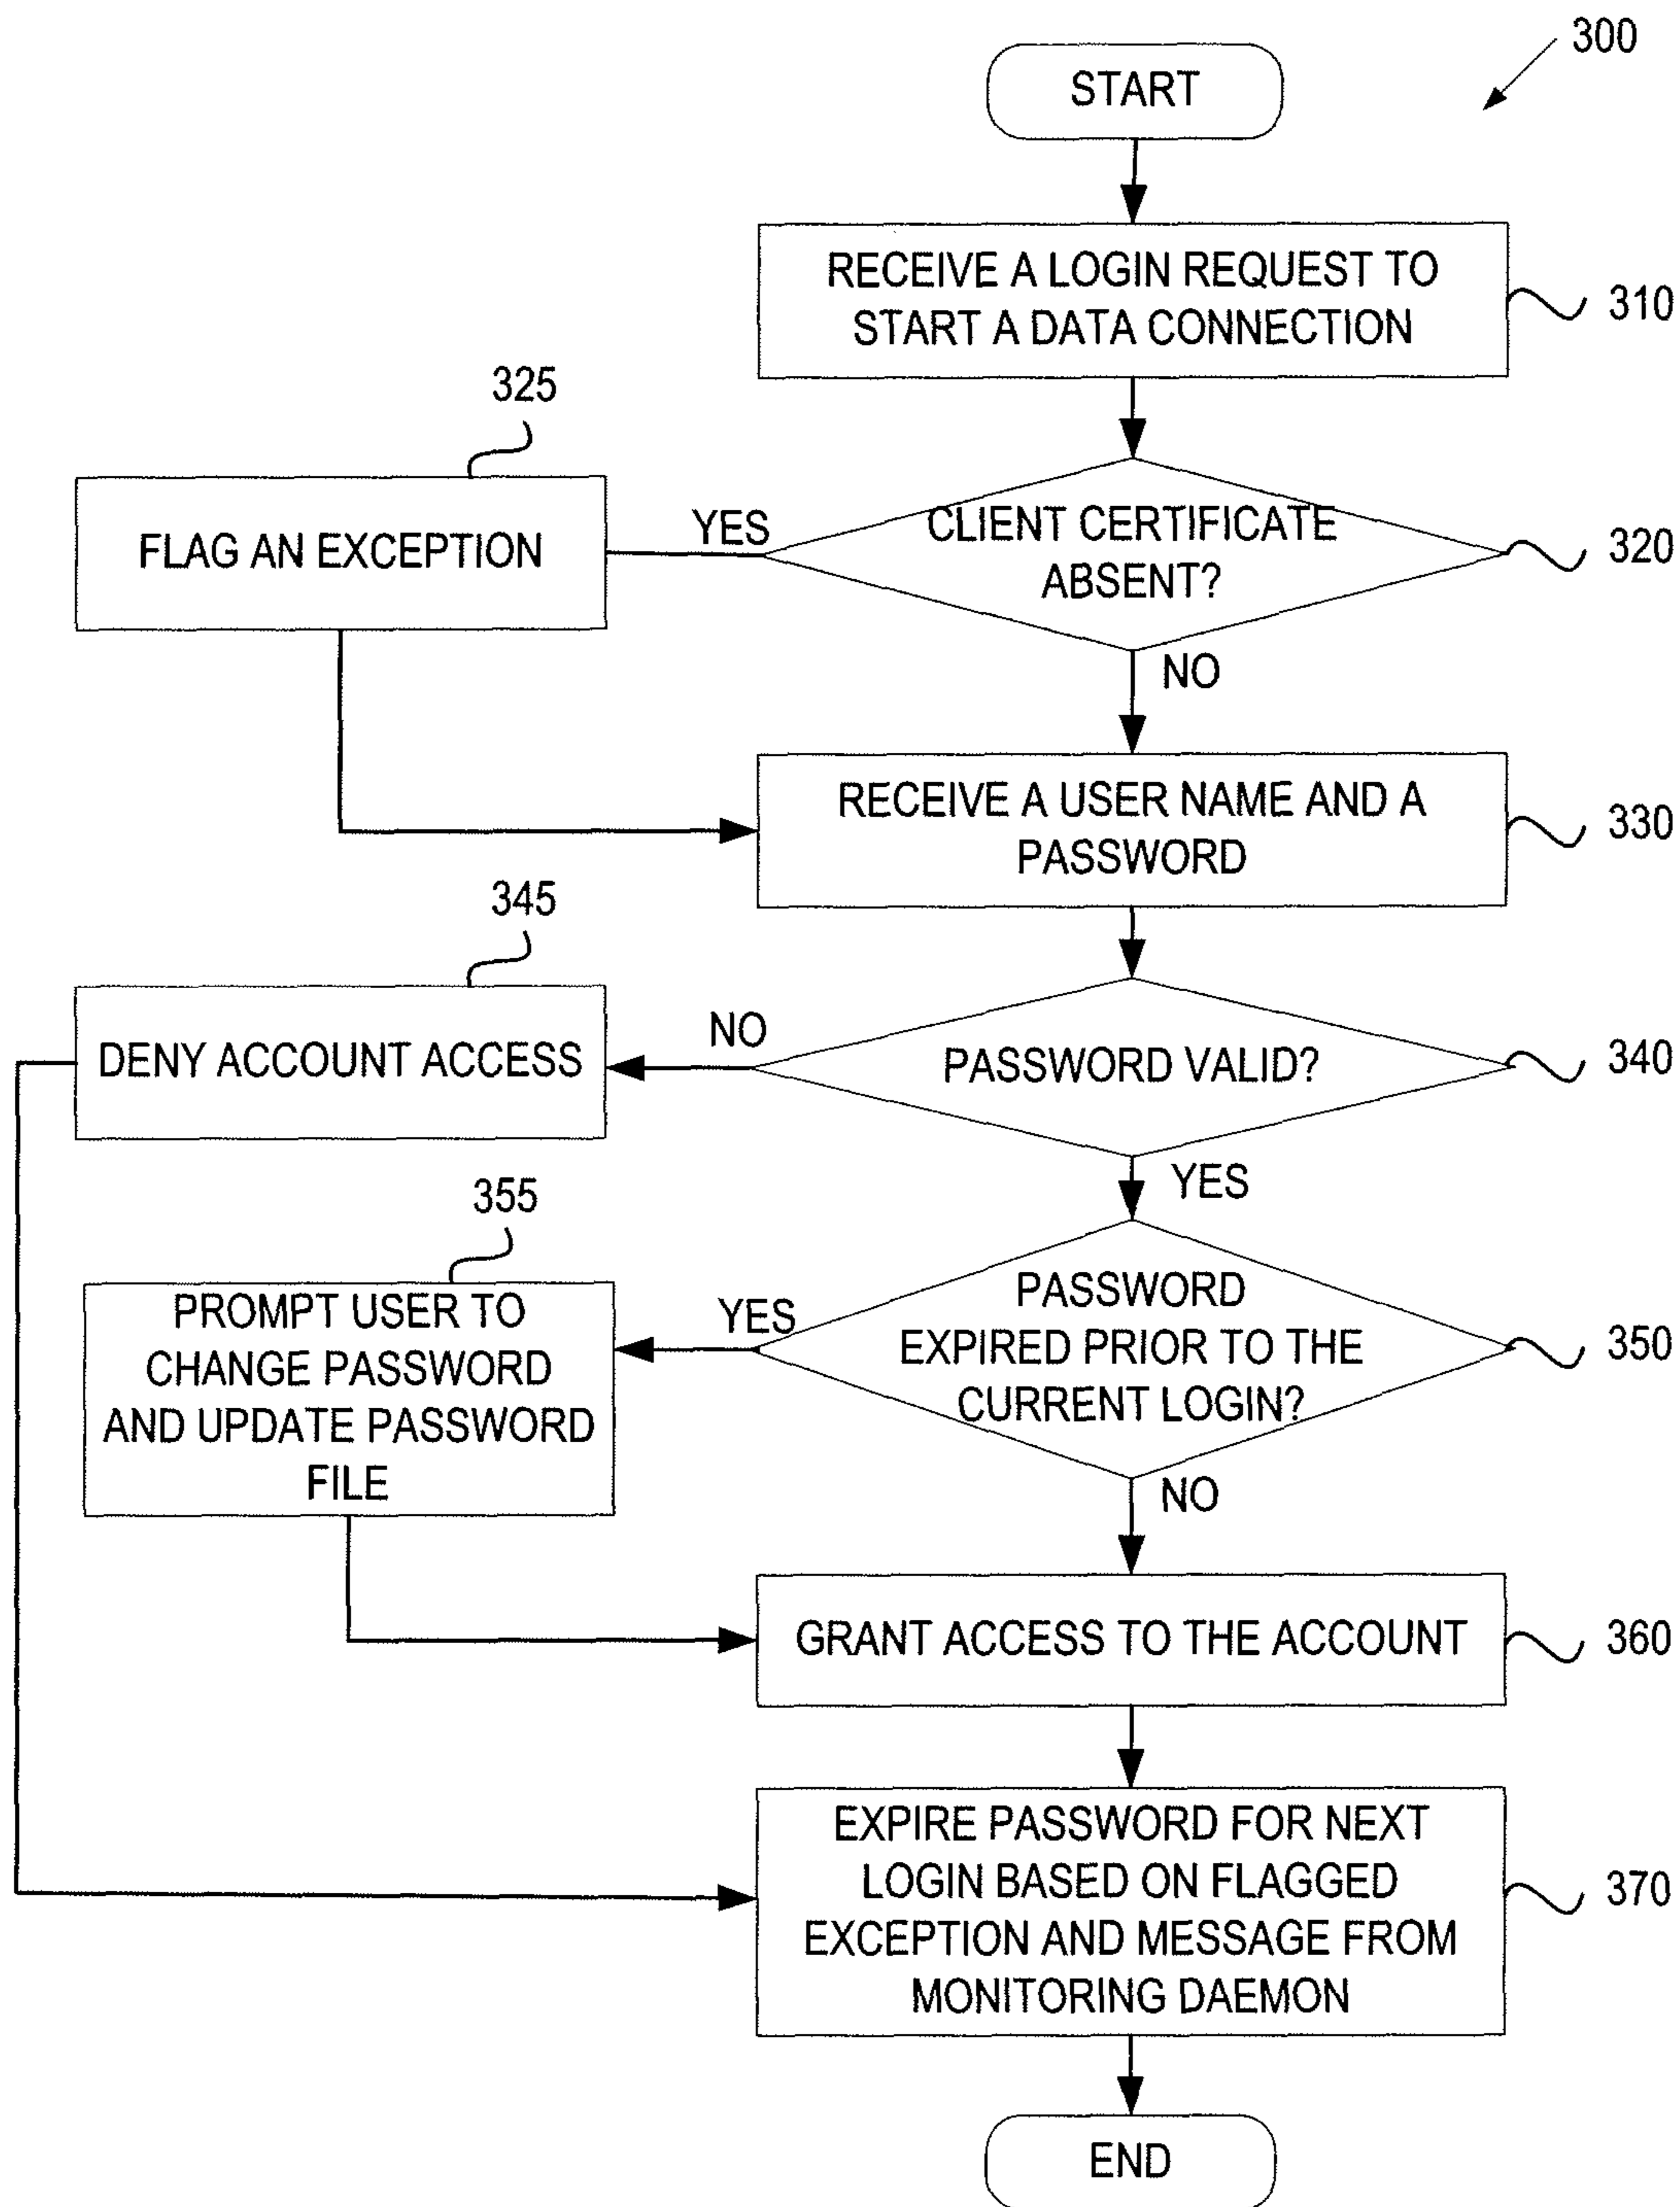 300
START
RECEIVE A LOGIN REQUEST TO
START A DATA CONNECTION
310
325
FLAG AN EXCEPTION
YES
CLIENT CERTIFICATE
ABSENT?
320
NO
RECEIVE A USER NAME AND A
PASSWORD
330
345
DENY ACCOUNT ACCESS
NO
PASSWORD VALID?
340
YES
355
PROMPT USER TO
CHANGE PASSWORD
AND UPDATE PASSWORD
FILE
YES
PASSWORD
EXPIRED PRIOR TO THE
CURRENT LOGIN?
350
NO
GRANT ACCESS TO THE ACCOUNT
360
EXPIRE PASSWORD FOR NEXT
LOGIN BASED ON FLAGGED
EXCEPTION AND MESSAGE FROM
MONITORING DAEMON
370
END